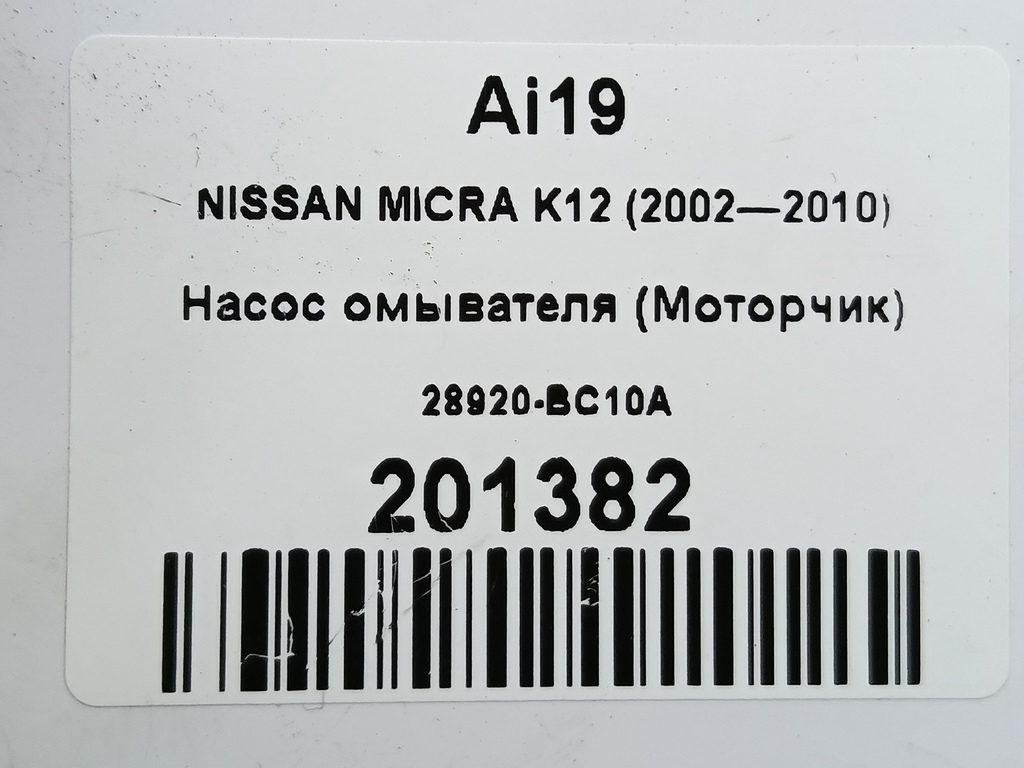 Ai19
NISSAN MICRA K12 (2002—2010)
Насос омывателя (Моторчик)
28920-BC10A
201382